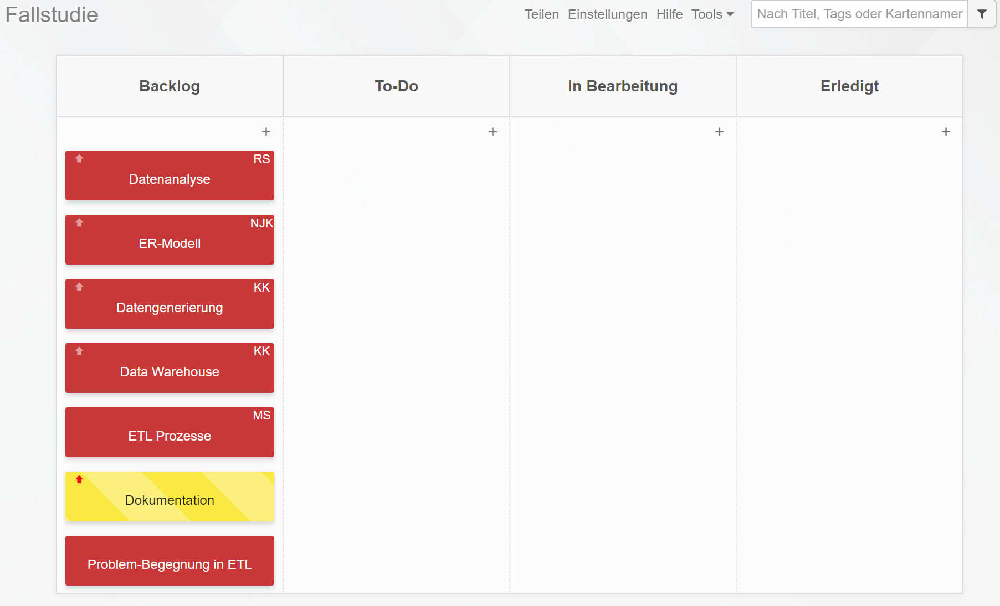 Fallstudie
Teilen Einstellungen Hilfe Tools
Nach Titel, Tags oder Kartennamen
Backlog
To-Do
In Bearbeitung
Erledigt
+ + + +
RS
Datenanalyse
NJK
ER-Modell
KK
Datengenerierung
KK
Data Warehouse
MS
ETL Prozesse
Dokumentation
Problem-Begegnung in ETL